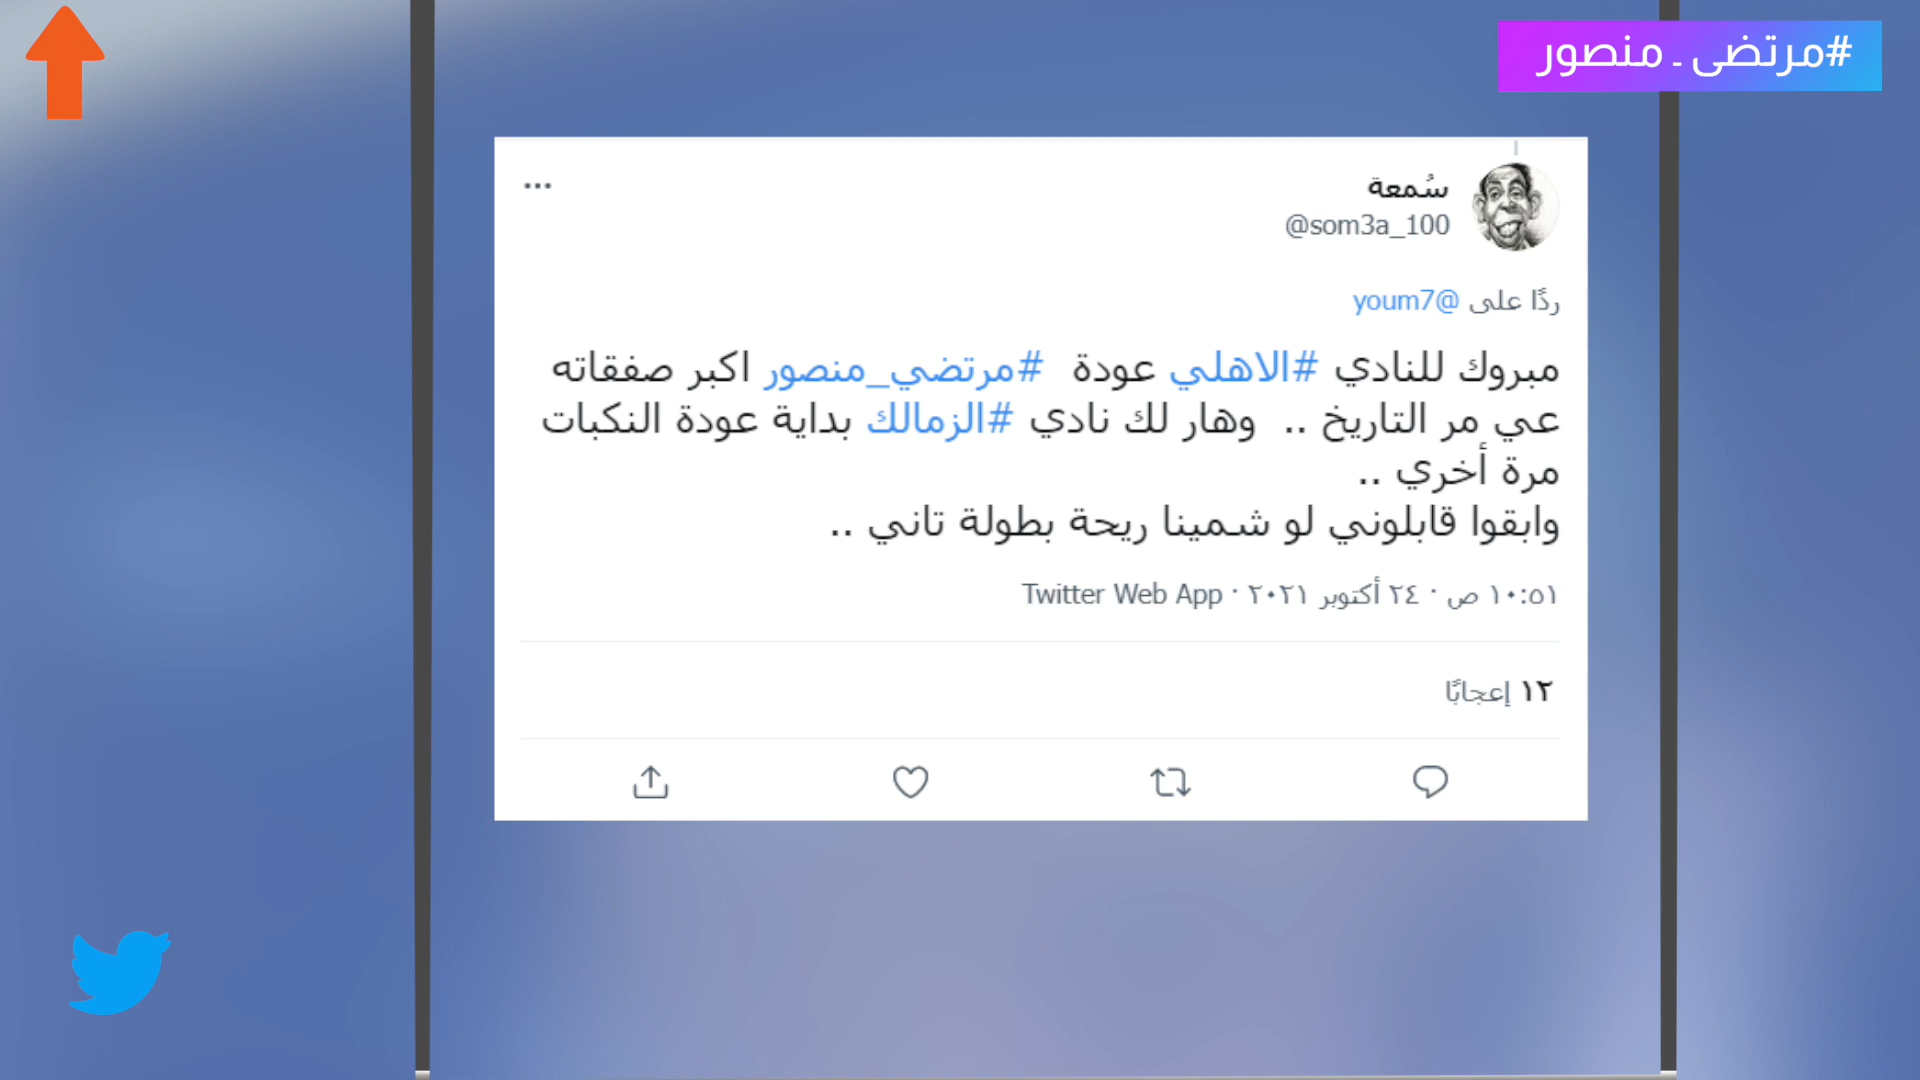 #مرتضى - منصور
سُمعة
@som3a_100
ردًا على @youm7
مبروك للنادي #الاهلي عودة #مرتضي_منصور اكبر صفقاته
عي مر التاريخ .. وهار لك نادي #الزمالك بداية عودة النكبات
مرة أخري ..
وابقوا قابلوني لو شمينا ريحة بطولة تاني ..
١٠:٥١ ص · ٢٤ أكتوبر ٢٠٢١ · Twitter Web App
١٢ إعجابًا